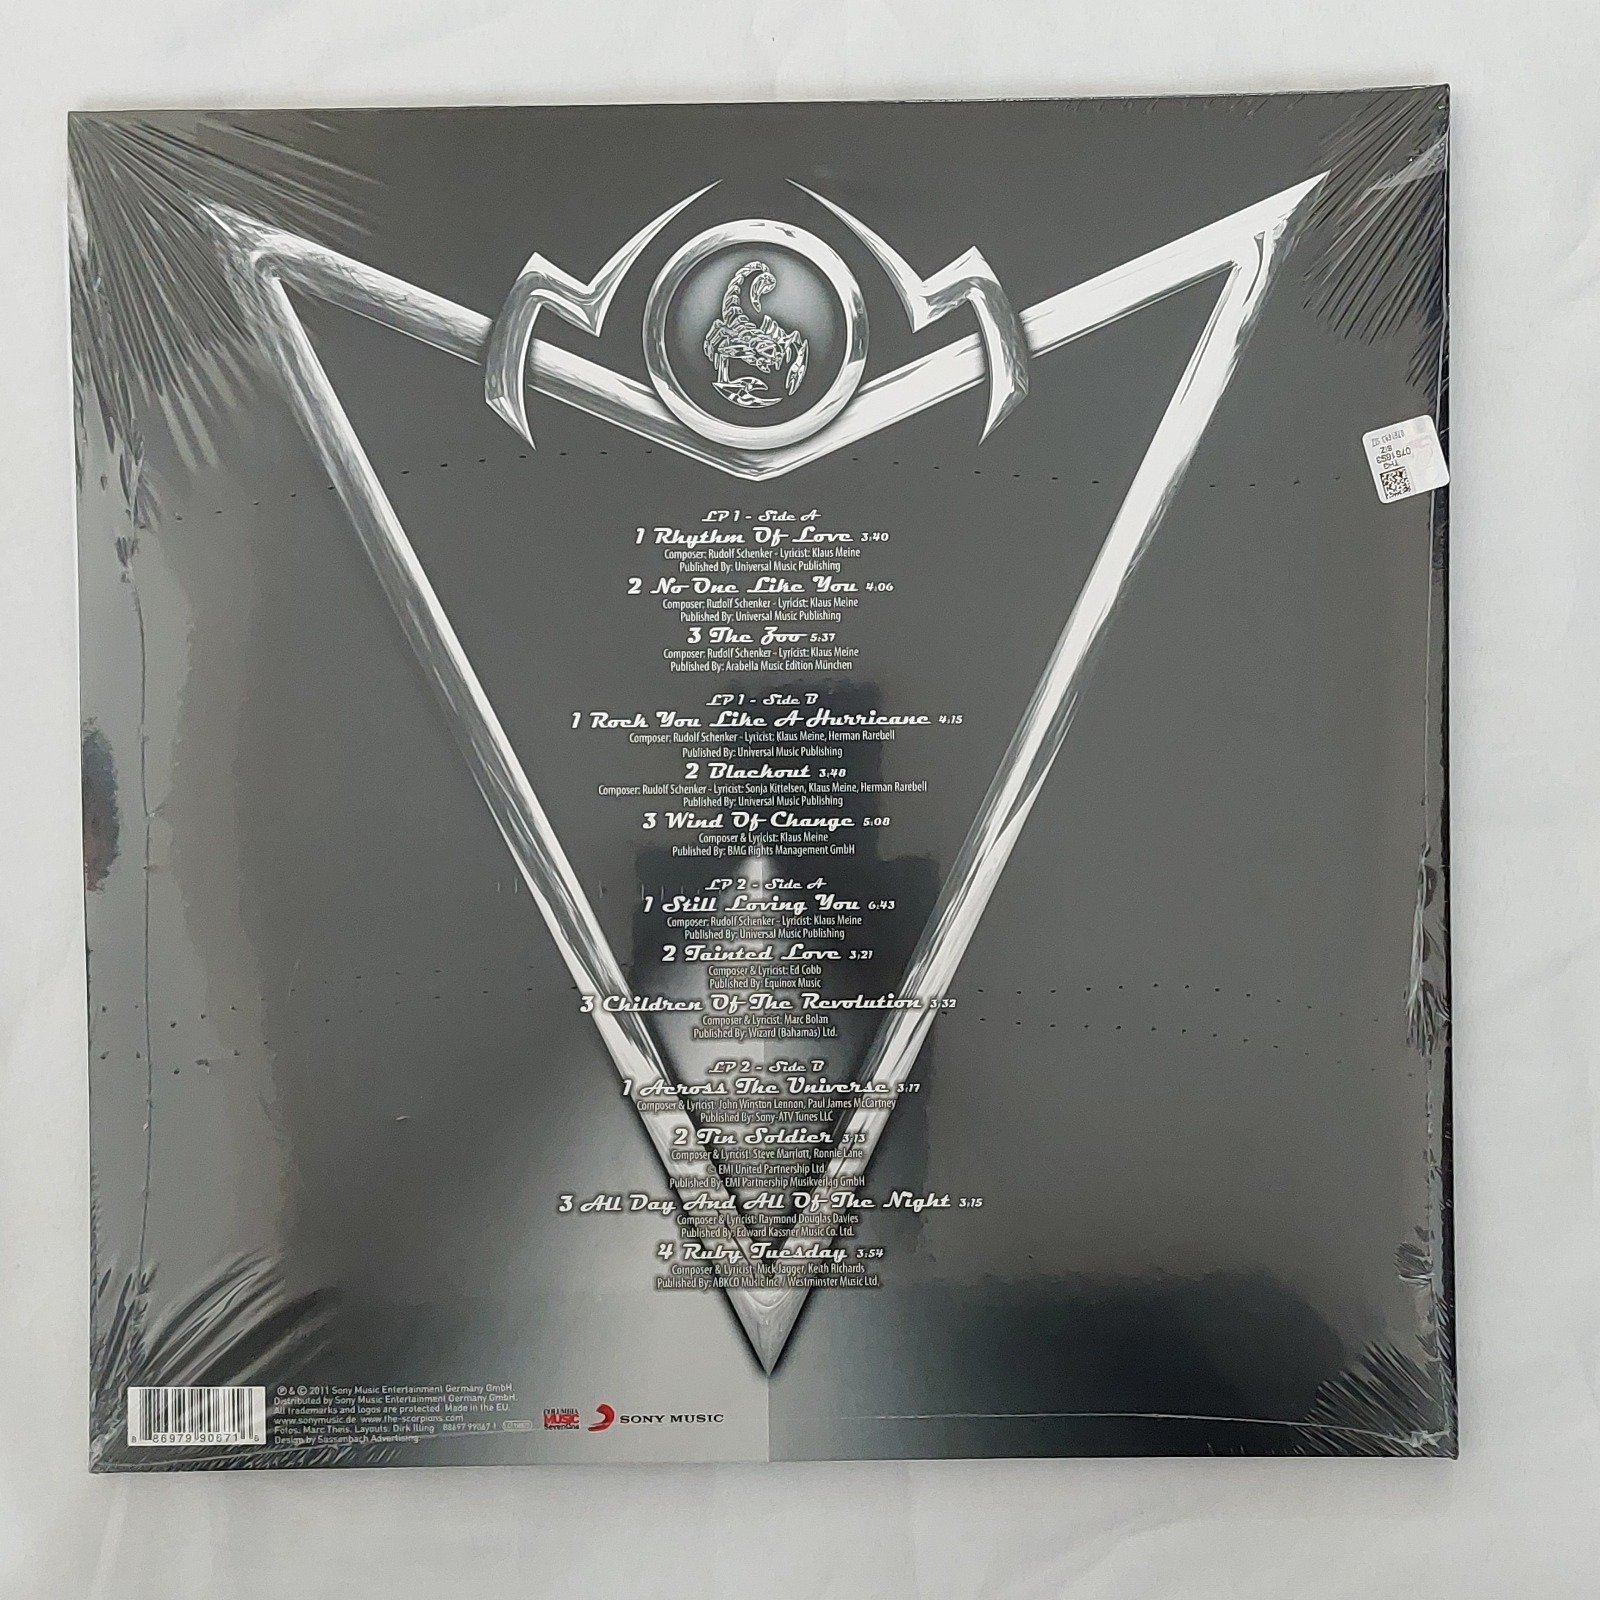 LP 1 - Side A
1 Rhythm Of Love 3:40
Composer: Rudolf Schenker - Lyricist: Klaus Meine
Published By: Universal Music Publishing
2 No One Like You 4:06
Composer: Rudolf Schenker - Lyricist: Klaus Meine
Published By: Universal Music Publishing
3 The Zoo 5:37
Composer: Rudolf Schenker - Lyricist: Klaus Meine
Published By: Arabella Music Edition München
LP 1 - Side B
1 Rock You Like A Hurricane 4:15
Composer: Rudolf Schenker - Lyricist: Klaus Meine, Herman Rarebell
Published By: Universal Music Publishing
2 Blackout 3:48
Composer: Rudolf Schenker - Lyricist: Sonja Kittelsen, Klaus Meine, Herman Rarebell
Published By: Universal Music Publishing
3 Wind Of Change 5:08
Composer & Lyricist: Klaus Meine
Published By: BMG Rights Management GmbH
LP 2 - Side A
1 Still Loving You 6:43
Composer: Rudolf Schenker - Lyricist: Klaus Meine
Published By: Universal Music Publishing
2 Tainted Love 3:21
Composer & Lyricist: Ed Cobb
Published By: Equinox Music
3 Children Of The Revolution 3:32
Composer & Lyricist: Marc Bolan
Published By: Wizard (Bahamas) Ltd.
LP 2 - Side B
1 Across The Universe 3:17
Composer & Lyricist: John Winston Lennon, Paul James McCartney
Published By: Sony-ATV Tunes LLC
2 Tin Soldier 3:13
Composer & Lyricist: Steve Marriott, Ronnie Lane
© EMI United Partnership Ltd.
Published By: EMI Partnership Musikverlag GmbH
3 All Day And All Of The Night 3:15
Composer & Lyricist: Raymond Douglas Davies
Published By: Edward Kassner Music Co. Ltd.
4 Ruby Tuesday 3:54
Composer & Lyricist: Mick Jagger, Keith Richards
Published By: ABKCO Music Inc. / Westminster Music Ltd.
℗ & © 2011 Sony Music Entertainment Germany GmbH.
Distributed by Sony Music Entertainment Germany GmbH.
All trademarks and logos are protected. Made in the EU.
www.sonymusic.de www.the-scorpions.com
Fotos: Marc Theis. Layouts: Dirk Illing 88697 99067 1
Design by Sassenbach Advertising.
8 86979 90671 5
COLUMBIA
MUSIC
SevenOne
SONY MUSIC
THG
0761653